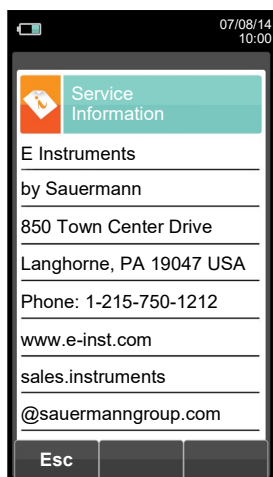 07/08/14
10:00
Service
Information
E Instruments
by Sauermann
850 Town Center Drive
Langhorne, PA 19047 USA
Phone: 1-215-750-1212
www.e-inst.com
sales.instruments
@sauermanngroup.com
Esc